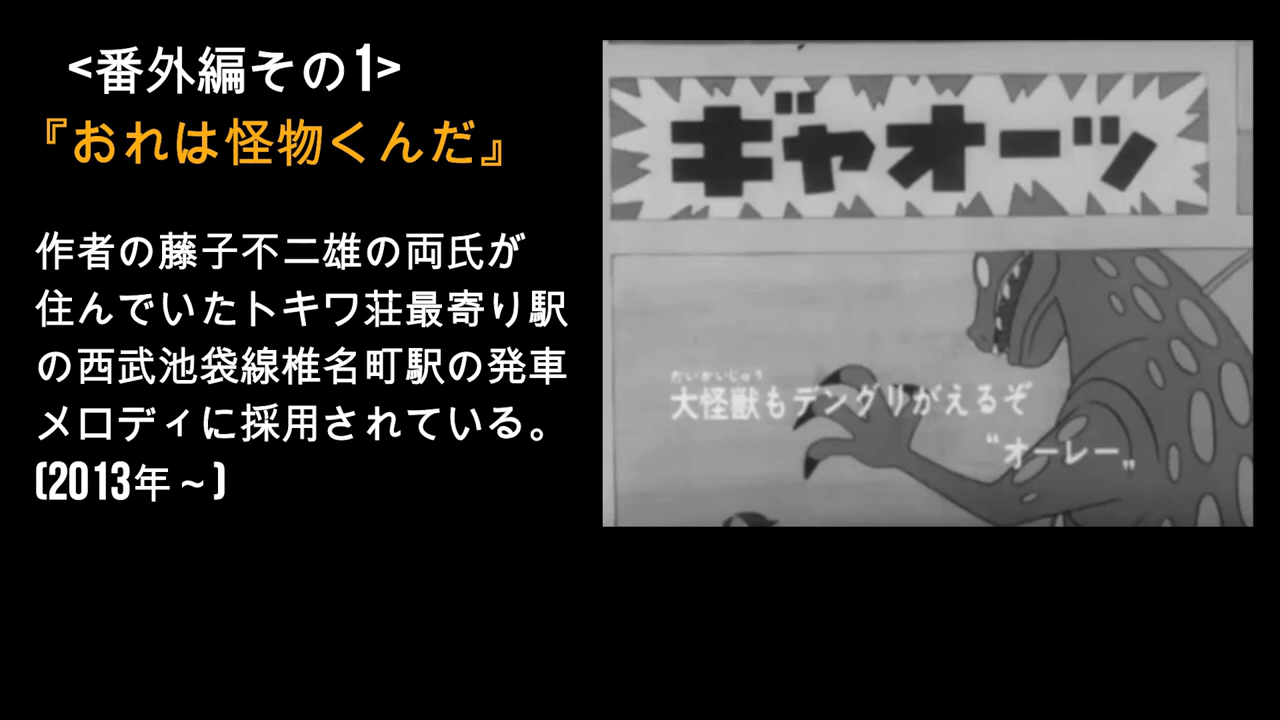 <番外編その1>
『おれは怪物くんだ』
作者の藤子不二雄の両氏が
住んでいたトキワ荘最寄り駅
の西武池袋線椎名町駅の発車
メロディに採用されている。
(2013年～)
ギャオーッ
だいかいじゅう
大怪獣もデングリがえるぞ
“オーレー„